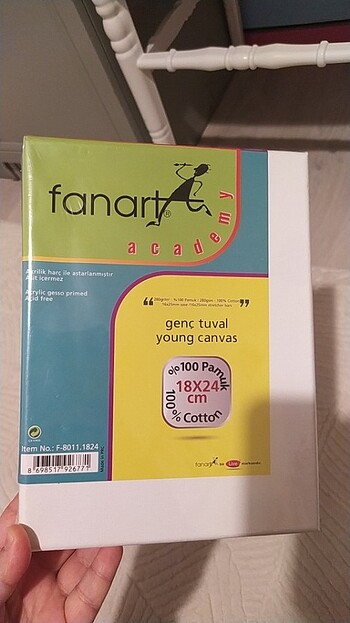 fanart®
academy
Akrilik harç ile astarlanmıştır
Asit içermez
Acrylic gesso primed
Acid free
genç tuval
young canvas
%100 Pamuk
18X24
cm
100% Cotton
Item No.: F-8011.1824
8 698517 926771
fanart